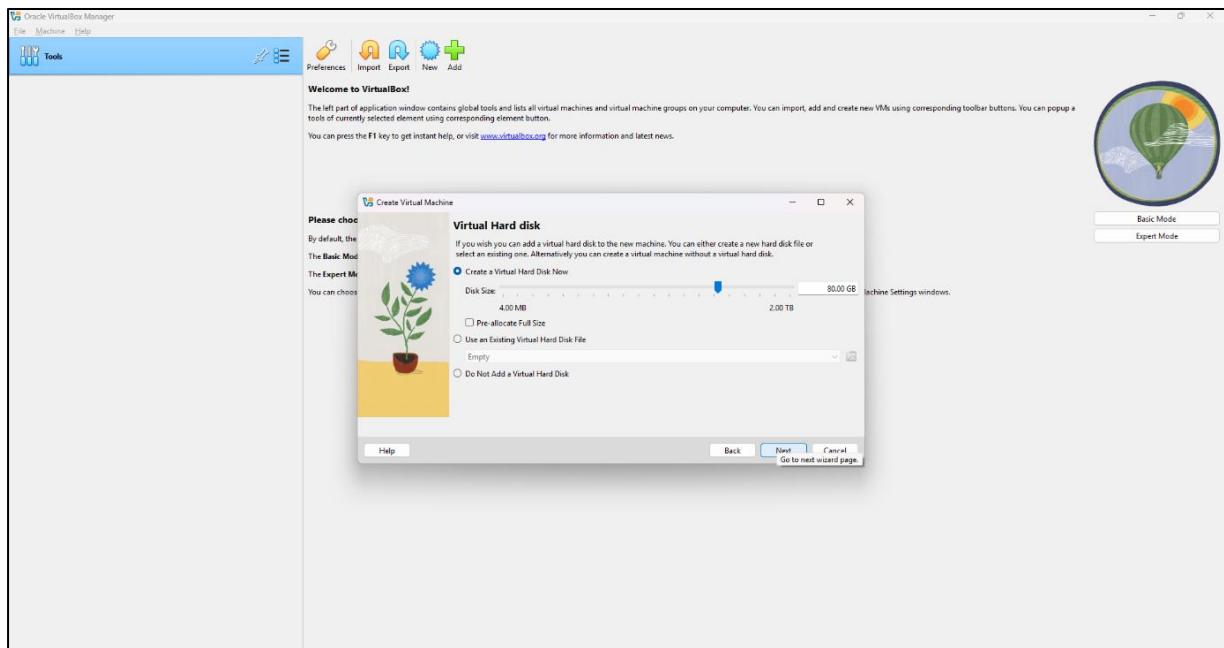 Oracle VirtualBox Manager
File Machine Help
Tools
Preferences Import Export New Add
Welcome to VirtualBox!
The left part of application window contains global tools and lists all virtual machines and virtual machine groups on your computer. You can import, add and create new VMs using corresponding toolbar buttons. You can popup a
tools of currently selected element using corresponding element button.
You can press the F1 key to get instant help, or visit www.virtualbox.org for more information and latest news.
Please choo
By default, the
The Basic Mod
The Expert Mo
You can choos
achine Settings windows.
Basic Mode
Expert Mode
Create Virtual Machine
Virtual Hard disk
If you wish you can add a virtual hard disk to the new machine. You can either create a new hard disk file or
select an existing one. Alternatively you can create a virtual machine without a virtual hard disk.
Create a Virtual Hard Disk Now
Disk Size: 80.00 GB
4.00 MB 2.00 TB
Pre-allocate Full Size
Use an Existing Virtual Hard Disk File
Empty
Do Not Add a Virtual Hard Disk
Help Back Next Cancel
Go to next wizard page.